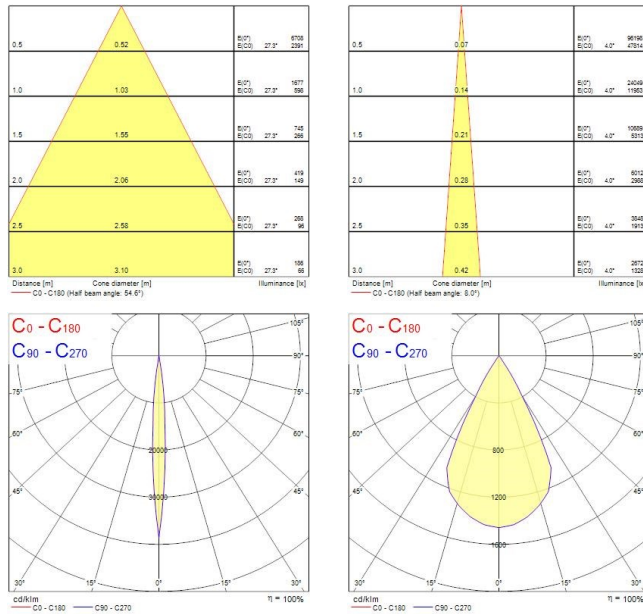 0.5 0.52 E(0°) 6708
E(C0) 27.3° 2391
1.0 1.03 E(0°) 1677
E(C0) 27.3° 596
1.5 1.55 E(0°) 745
E(C0) 27.3° 266
2.0 2.06 E(0°) 419
E(C0) 27.3° 149
2.5 2.58 E(0°) 268
E(C0) 27.3° 96
3.0 3.10 E(0°) 186
E(C0) 27.3° 66
Distance [m] Cone diameter [m] Illuminance [lx]
C0 - C180 (Half beam angle: 54.6°)
0.5 0.07 E(0°) 96196
E(C0) 4.0° 47814
1.0 0.14 E(0°) 24049
E(C0) 4.0° 11953
1.5 0.21 E(0°) 10689
E(C0) 4.0° 5313
2.0 0.28 E(0°) 6012
E(C0) 4.0° 2988
2.5 0.35 E(0°) 3848
E(C0) 4.0° 1913
3.0 0.42 E(0°) 2672
E(C0) 4.0° 1328
Distance [m] Cone diameter [m] Illuminance [lx]
C0 - C180 (Half beam angle: 8.0°)
C0 - C180
C90 - C270
105°
90°
75° 75°
60° 60°
45° 45°
20000
30000
30° 15° 0° 15° 30°
cd/klm η = 100%
C0 - C180 C90 - C270
C0 - C180
C90 - C270
105°
90°
75° 75°
60° 60°
45° 45°
800
1200
1600
30° 15° 0° 15° 30°
cd/klm η = 100%
C0 - C180 C90 - C270